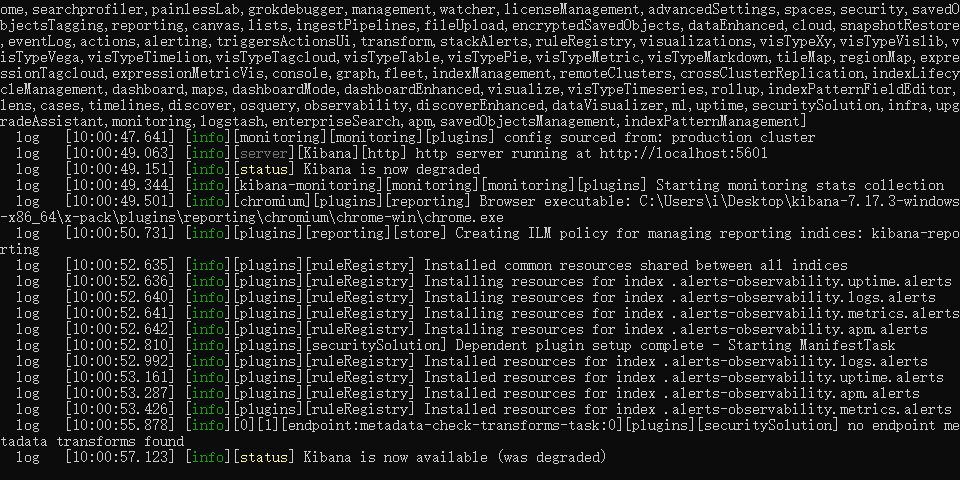 ome,searchprofiler,painlessLab,grokdebugger,management,watcher,licenseManagement,advancedSettings,spaces,security,savedO
bjectsTagging,reporting,canvas,lists,ingestPipelines,fileUpload,encryptedSavedObjects,dataEnhanced,cloud,snapshotRestore
,eventLog,actions,alerting,triggersActionsUi,transform,stackAlerts,ruleRegistry,visualizations,visTypeXy,visTypeVislib,v
isTypeVega,visTypeTimelion,visTypeTagcloud,visTypeTable,visTypePie,visTypeMetric,visTypeMarkdown,tileMap,regionMap,expre
ssionTagcloud,expressionMetricVis,console,graph,fleet,indexManagement,remoteClusters,crossClusterReplication,indexLifecy
cleManagement,dashboard,maps,dashboardMode,dashboardEnhanced,visualize,visTypeTimeseries,rollup,indexPatternFieldEditor,
lens,cases,timelines,discover,osquery,observability,discoverEnhanced,dataVisualizer,ml,uptime,securitySolution,infra,upg
radeAssistant,monitoring,logstash,enterpriseSearch,apm,savedObjectsManagement,indexPatternManagement]
log [10:00:47.641] [info][monitoring][monitoring][plugins] config sourced from: production cluster
log [10:00:49.063] [info][server][Kibana][http] http server running at http://localhost:5601
log [10:00:49.151] [info][status] Kibana is now degraded
log [10:00:49.344] [info][kibana-monitoring][monitoring][monitoring][plugins] Starting monitoring stats collection
log [10:00:49.501] [info][chromium][plugins][reporting] Browser executable: C:\Users\i\Desktop\kibana-7.17.3-windows
-x86_64\x-pack\plugins\reporting\chromium\chrome-win\chrome.exe
log [10:00:50.731] [info][plugins][reporting][store] Creating ILM policy for managing reporting indices: kibana-repo
rting
log [10:00:52.635] [info][plugins][ruleRegistry] Installed common resources shared between all indices
log [10:00:52.636] [info][plugins][ruleRegistry] Installing resources for index .alerts-observability.uptime.alerts
log [10:00:52.640] [info][plugins][ruleRegistry] Installing resources for index .alerts-observability.logs.alerts
log [10:00:52.641] [info][plugins][ruleRegistry] Installing resources for index .alerts-observability.metrics.alerts
log [10:00:52.642] [info][plugins][ruleRegistry] Installing resources for index .alerts-observability.apm.alerts
log [10:00:52.810] [info][plugins][securitySolution] Dependent plugin setup complete - Starting ManifestTask
log [10:00:52.992] [info][plugins][ruleRegistry] Installed resources for index .alerts-observability.logs.alerts
log [10:00:53.161] [info][plugins][ruleRegistry] Installed resources for index .alerts-observability.uptime.alerts
log [10:00:53.287] [info][plugins][ruleRegistry] Installed resources for index .alerts-observability.apm.alerts
log [10:00:53.426] [info][plugins][ruleRegistry] Installed resources for index .alerts-observability.metrics.alerts
log [10:00:55.878] [info][0][1][endpoint:metadata-check-transforms-task:0][plugins][securitySolution] no endpoint me
tadata transforms found
log [10:00:57.123] [info][status] Kibana is now available (was degraded)